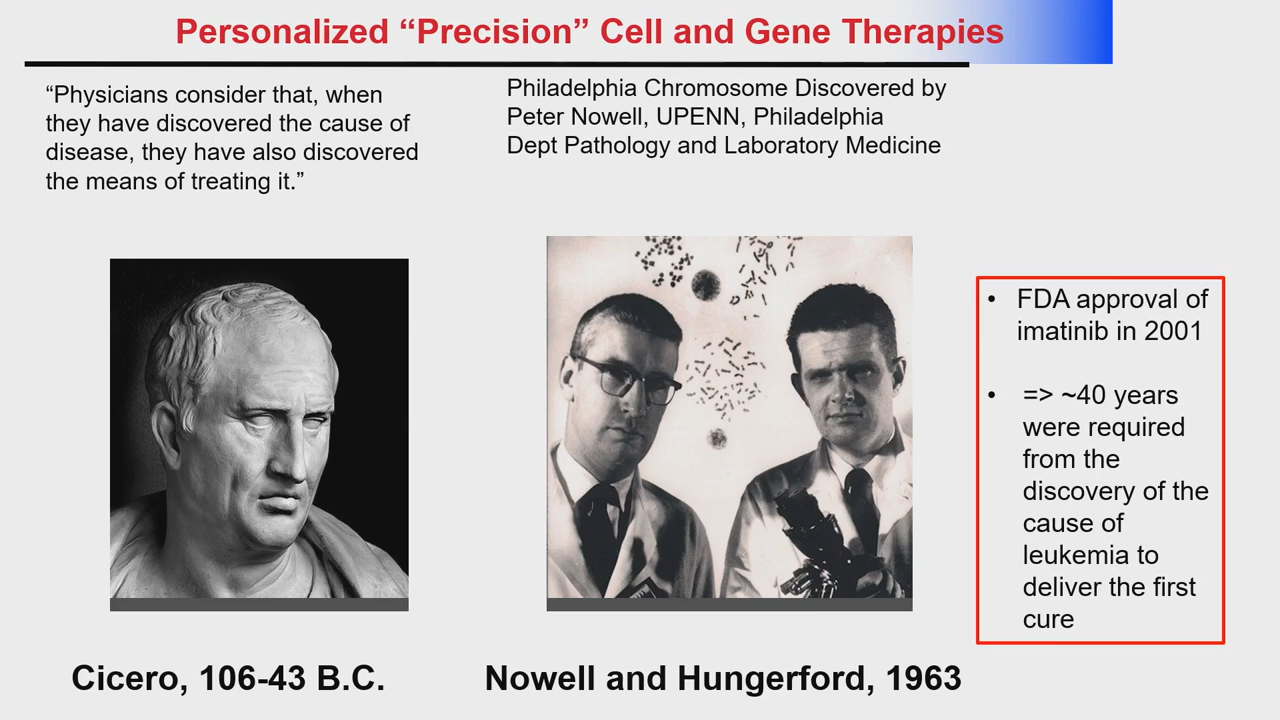 Personalized “Precision” Cell and Gene Therapies
“Physicians consider that, when
they have discovered the cause of
disease, they have also discovered
the means of treating it.”
Philadelphia Chromosome Discovered by
Peter Nowell, UPENN, Philadelphia
Dept Pathology and Laboratory Medicine
• FDA approval of
imatinib in 2001
• => ~40 years
were required
from the
discovery of the
cause of
leukemia to
deliver the first
cure
Cicero, 106-43 B.C.
Nowell and Hungerford, 1963